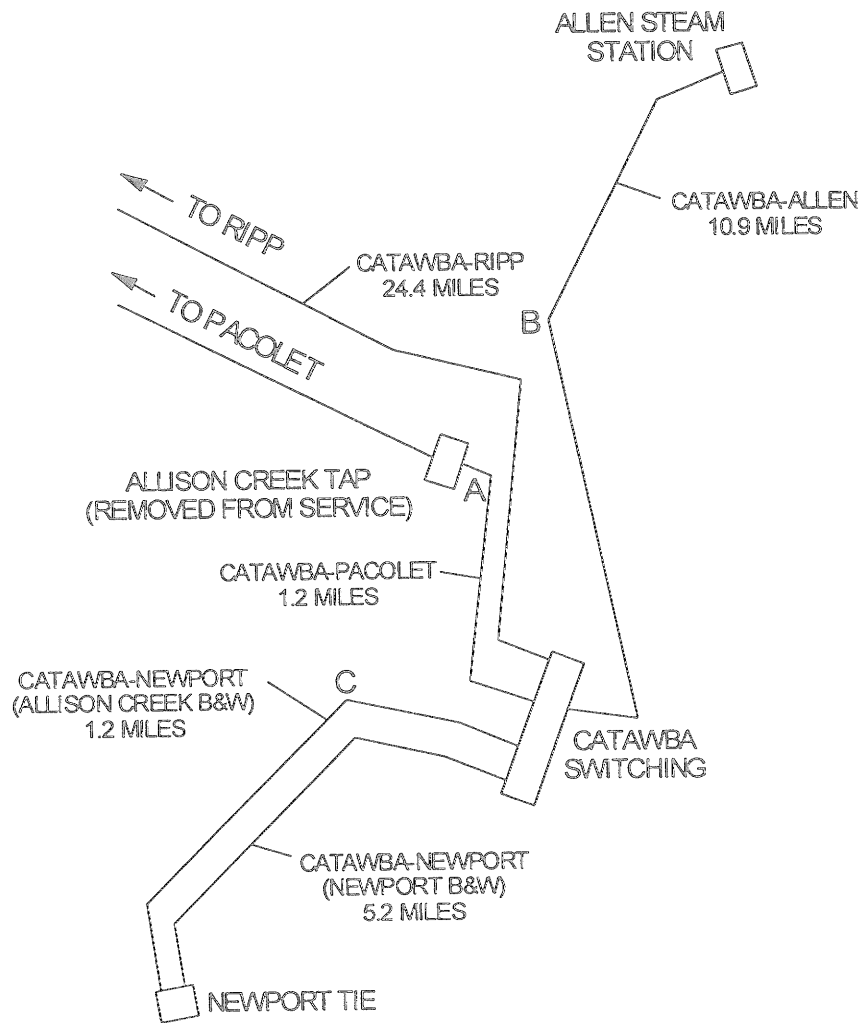 ALLEN STEAM
STATION
CATAWBA-ALLEN
10.9 MILES
TO RIPP
CATAWBA-RIPP
24.4 MILES
TO PACOLET
B
ALLISON CREEK TAP
(REMOVED FROM SERVICE)
A
CATAWBA-PACOLET
1.2 MILES
CATAWBA-NEWPORT
(ALLISON CREEK B&W)
1.2 MILES
C
CATAWBA
SWITCHING
CATAWBA-NEWPORT
(NEWPORT B&W)
5.2 MILES
NEWPORT TIE